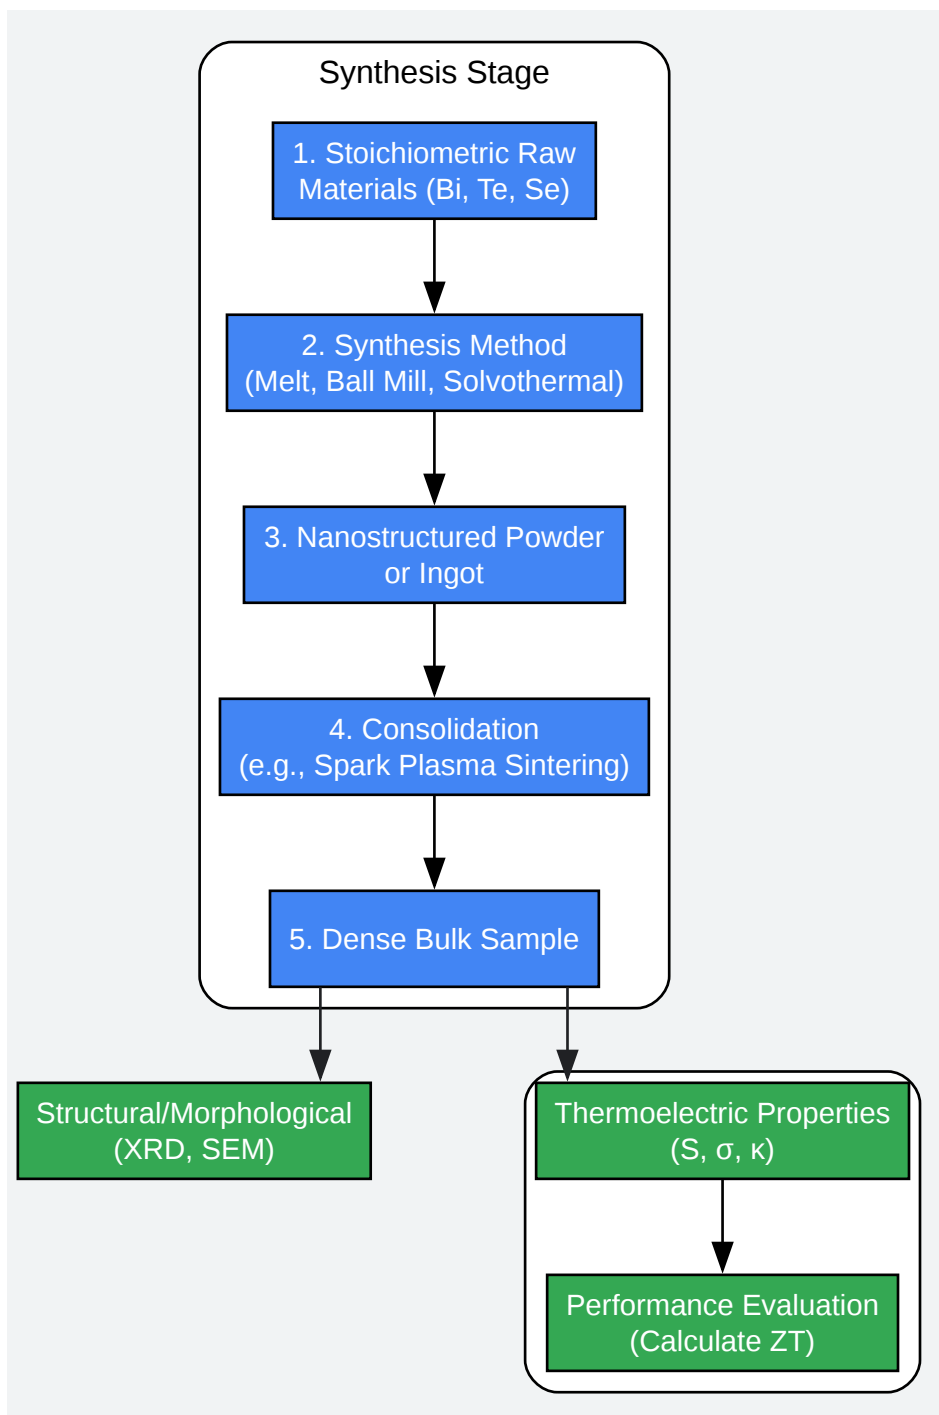 Synthesis Stage
1. Stoichiometric Raw
Materials (Bi, Te, Se)
2. Synthesis Method
(Melt, Ball Mill, Solvothermal)
3. Nanostructured Powder
or Ingot
4. Consolidation
(e.g., Spark Plasma Sintering)
5. Dense Bulk Sample
Structural/Morphological
(XRD, SEM)
Thermoelectric Properties
(S, σ, κ)
Performance Evaluation
(Calculate ZT)